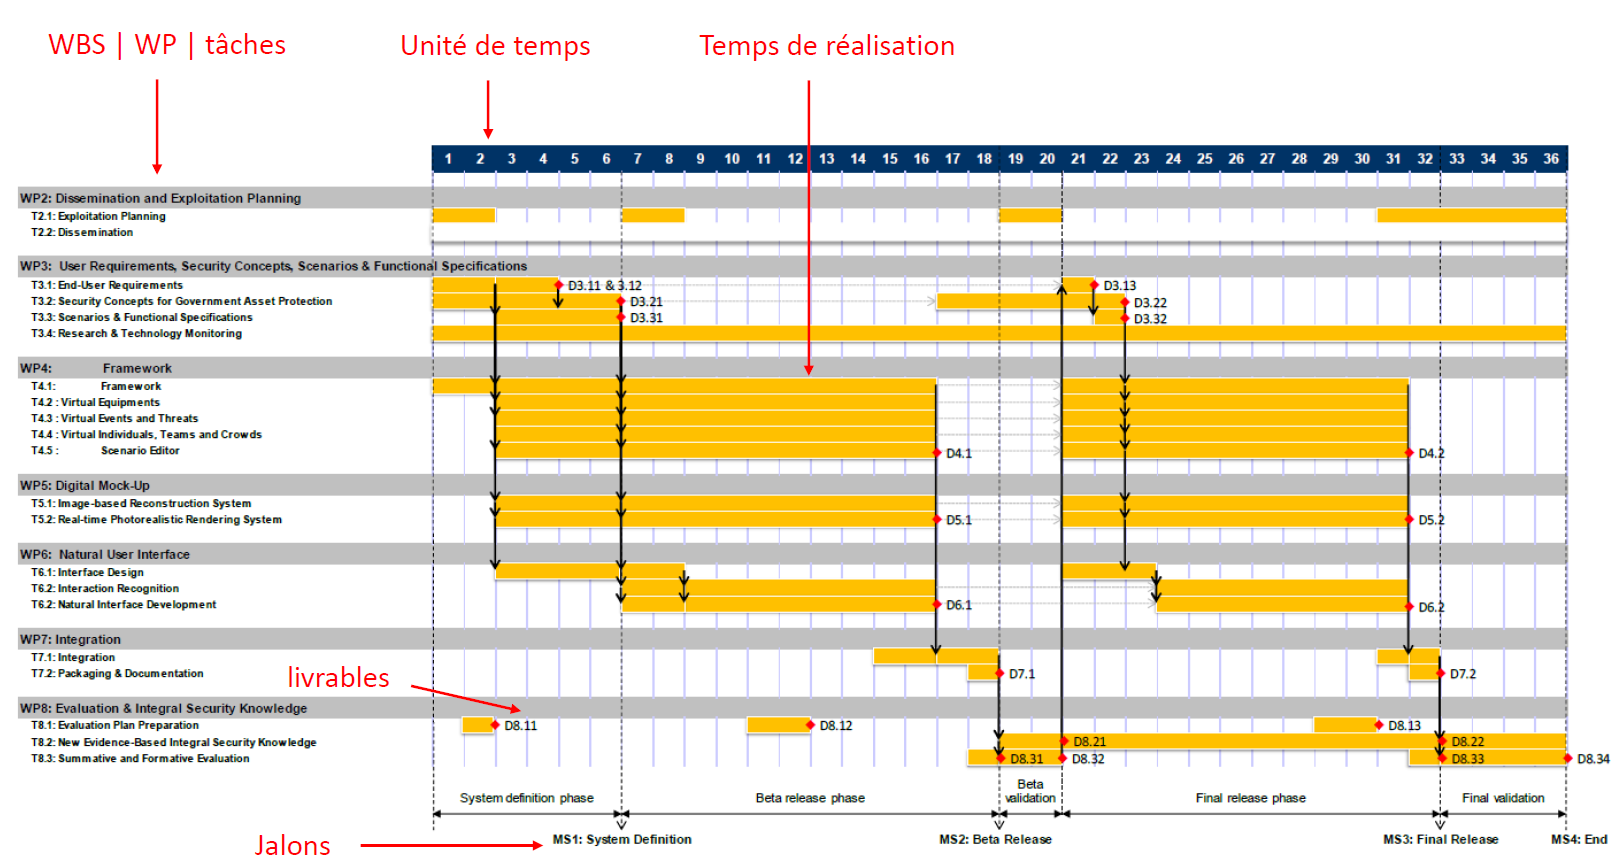 WBS | WP | tâches
Unité de temps
Temps de réalisation
1 2 3 4 5 6 7 8 9 10 11 12 13 14 15 16 17 18 19 20 21 22 23 24 25 26 27 28 29 30 31 32 33 34 35 36
WP2: Dissemination and Exploitation Planning
T2.1: Exploitation Planning
T2.2: Dissemination
WP3: User Requirements, Security Concepts, Scenarios & Functional Specifications
T3.1: End-User Requirements D3.11 & 3.12 D3.13
T3.2: Security Concepts for Government Asset Protection D3.21 D3.22
T3.3: Scenarios & Functional Specifications D3.31 D3.32
T3.4: Research & Technology Monitoring
WP4: Framework
T4.1: Framework
T4.2 : Virtual Equipments
T4.3 : Virtual Events and Threats
T4.4 : Virtual Individuals, Teams and Crowds
T4.5 : Scenario Editor D4.1 D4.2
WP5: Digital Mock-Up
T5.1: Image-based Reconstruction System
T5.2: Real-time Photorealistic Rendering System D5.1 D5.2
WP6: Natural User Interface
T6.1: Interface Design
T6.2: Interaction Recognition
T6.2: Natural Interface Development D6.1 D6.2
WP7: Integration
T7.1: Integration
T7.2: Packaging & Documentation D7.1 D7.2
livrables
WP8: Evaluation & Integral Security Knowledge
T8.1: Evaluation Plan Preparation D8.11 D8.12 D8.13
T8.2: New Evidence-Based Integral Security Knowledge D8.21 D8.22
T8.3: Summative and Formative Evaluation D8.31 D8.32 D8.33 D8.34
System definition phase Beta release phase Beta validation Final release phase Final validation
MS1: System Definition MS2: Beta Release MS3: Final Release MS4: End
Jalons